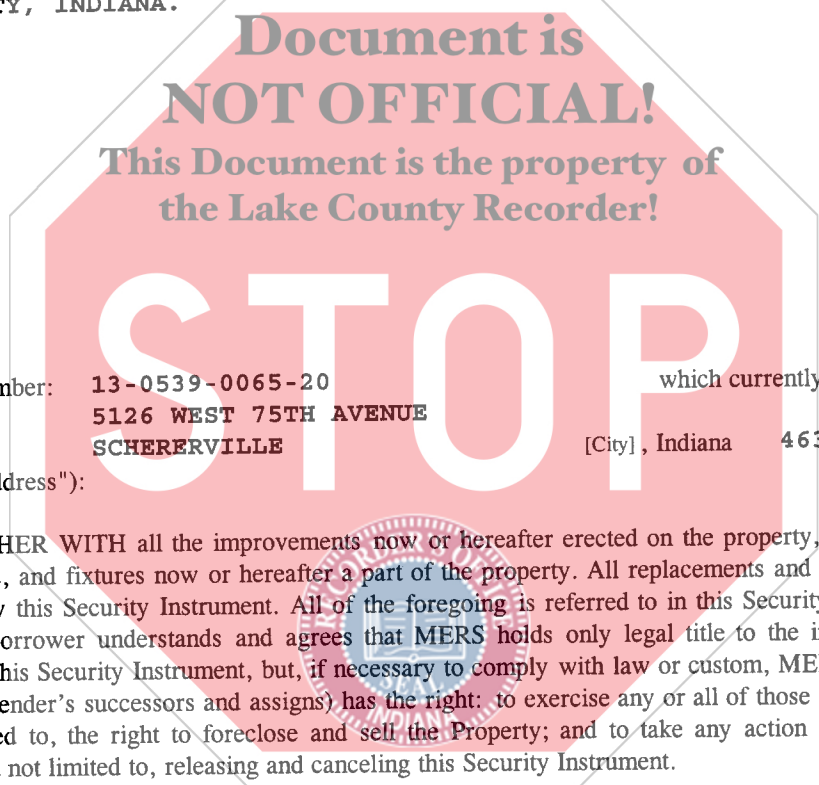 TY, INDIANA.
Document is
NOT OFFICIAL!
This Document is the property of
the Lake County Recorder!
STOP
mber: 13-0539-0065-20 which currently
5126 WEST 75TH AVENUE
SCHERERVILLE [City] , Indiana 463
ddress"):
HER WITH all the improvements now or hereafter erected on the property,
, and fixtures now or hereafter a part of the property. All replacements and
y this Security Instrument. All of the foregoing is referred to in this Security
orrower understands and agrees that MERS holds only legal title to the i
his Security Instrument, but, if necessary to comply with law or custom, ME
ender's successors and assigns) has the right: to exercise any or all of those
ed to, the right to foreclose and sell the Property; and to take any action
not limited to, releasing and canceling this Security Instrument.
RECORDER'S OFFICE
SEAL
INDIANA